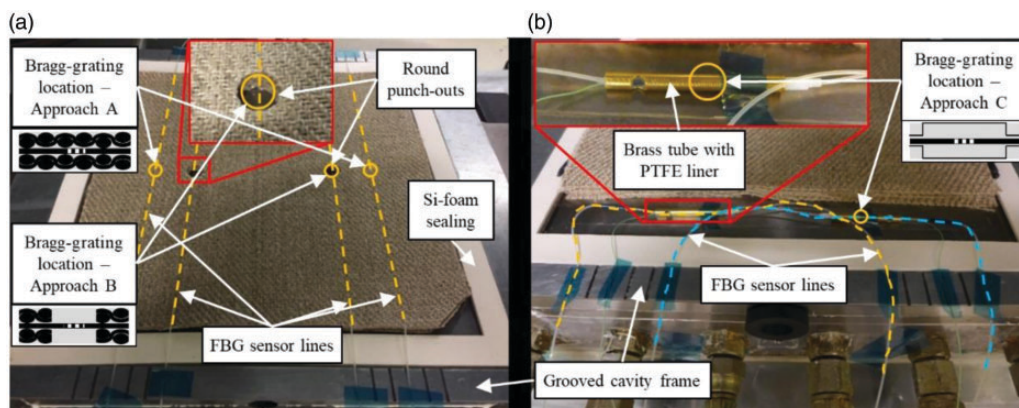 (a)
Bragg-grating
location –
Approach A
Round
punch-outs
Si-foam
sealing
Bragg-grating
location –
Approach B
FBG sensor lines
(b)
Bragg-grating
location –
Approach C
Brass tube with
PTFE liner
FBG sensor lines
Grooved cavity frame